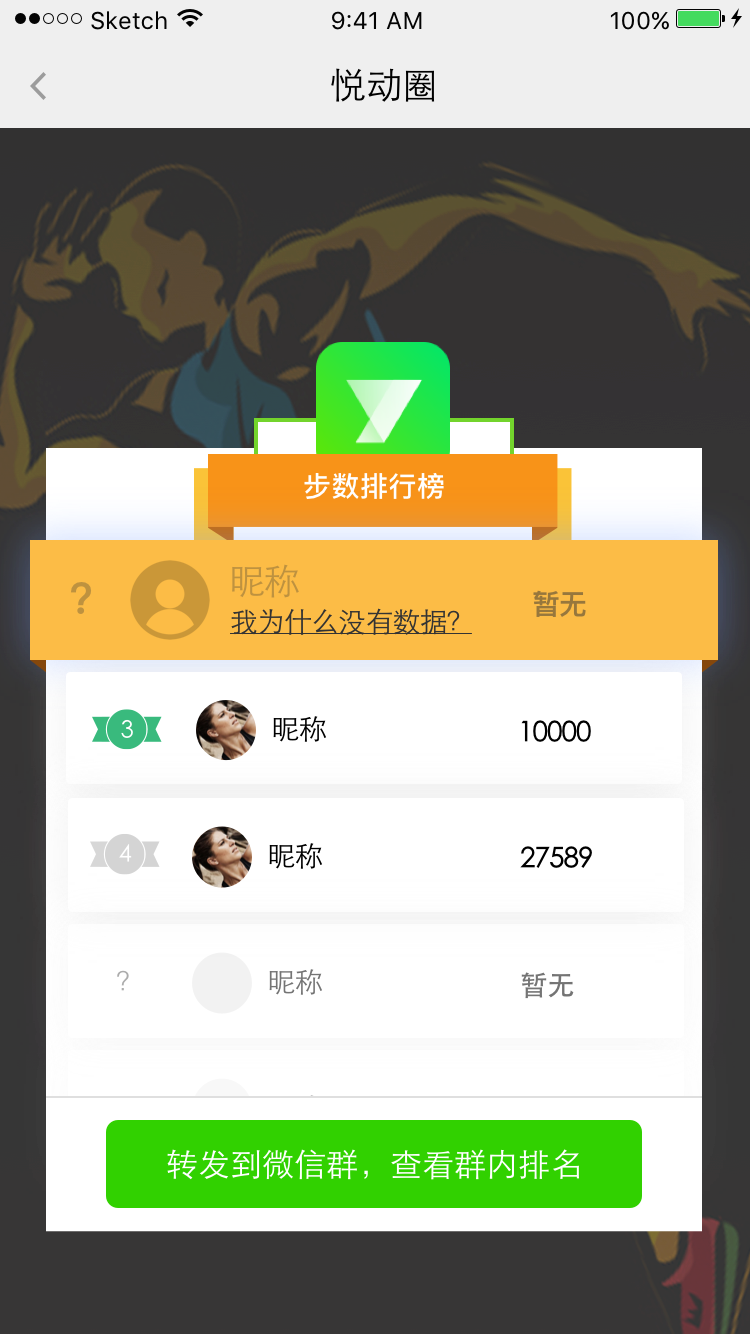 Sketch 9:41 AM 100%
悦动圈
步数排行榜
? 昵称 暂无
我为什么没有数据?
3 昵称 10000
4 昵称 27589
? 昵称 暂无
转发到微信群，查看群内排名